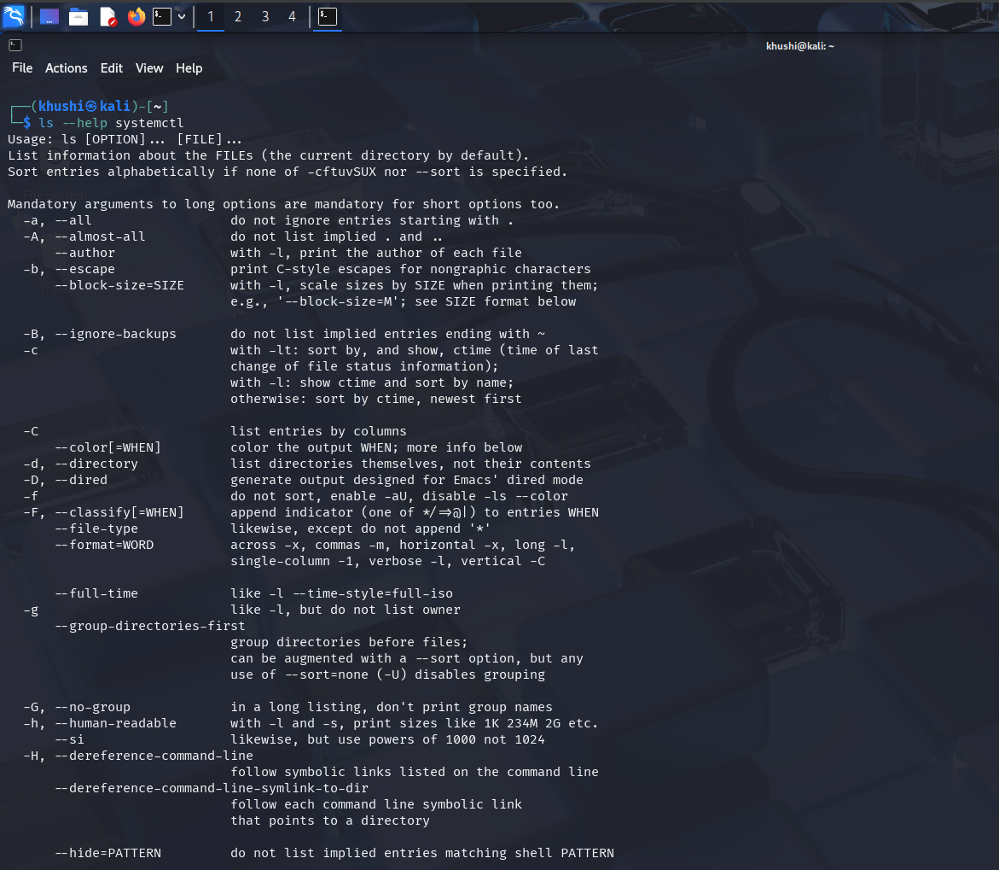 1 2 3 4
khushi@kali: ~
File Actions Edit View Help
┌──(khushi㉿kali)-[~]
└─$ ls --help systemctl
Usage: ls [OPTION]... [FILE]...
List information about the FILEs (the current directory by default).
Sort entries alphabetically if none of -cftuvSUX nor --sort is specified.

Mandatory arguments to long options are mandatory for short options too.
  -a, --all                  do not ignore entries starting with .
  -A, --almost-all           do not list implied . and ..
      --author               with -l, print the author of each file
  -b, --escape               print C-style escapes for nongraphic characters
      --block-size=SIZE      with -l, scale sizes by SIZE when printing them;
                             e.g., '--block-size=M'; see SIZE format below

  -B, --ignore-backups       do not list implied entries ending with ~
  -c                         with -lt: sort by, and show, ctime (time of last
                             change of file status information);
                             with -l: show ctime and sort by name;
                             otherwise: sort by ctime, newest first

  -C                         list entries by columns
      --color[=WHEN]         color the output WHEN; more info below
  -d, --directory            list directories themselves, not their contents
  -D, --dired                generate output designed for Emacs' dired mode
  -f                         do not sort, enable -aU, disable -ls --color
  -F, --classify[=WHEN]      append indicator (one of */=>@|) to entries WHEN
      --file-type            likewise, except do not append '*'
      --format=WORD          across -x, commas -m, horizontal -x, long -l,
                             single-column -1, verbose -l, vertical -C

      --full-time            like -l --time-style=full-iso
  -g                         like -l, but do not list owner
      --group-directories-first
                             group directories before files;
                             can be augmented with a --sort option, but any
                             use of --sort=none (-U) disables grouping

  -G, --no-group             in a long listing, don't print group names
  -h, --human-readable       with -l and -s, print sizes like 1K 234M 2G etc.
      --si                   likewise, but use powers of 1000 not 1024
  -H, --dereference-command-line
                             follow symbolic links listed on the command line
      --dereference-command-line-symlink-to-dir
                             follow each command line symbolic link
                             that points to a directory

      --hide=PATTERN         do not list implied entries matching shell PATTERN